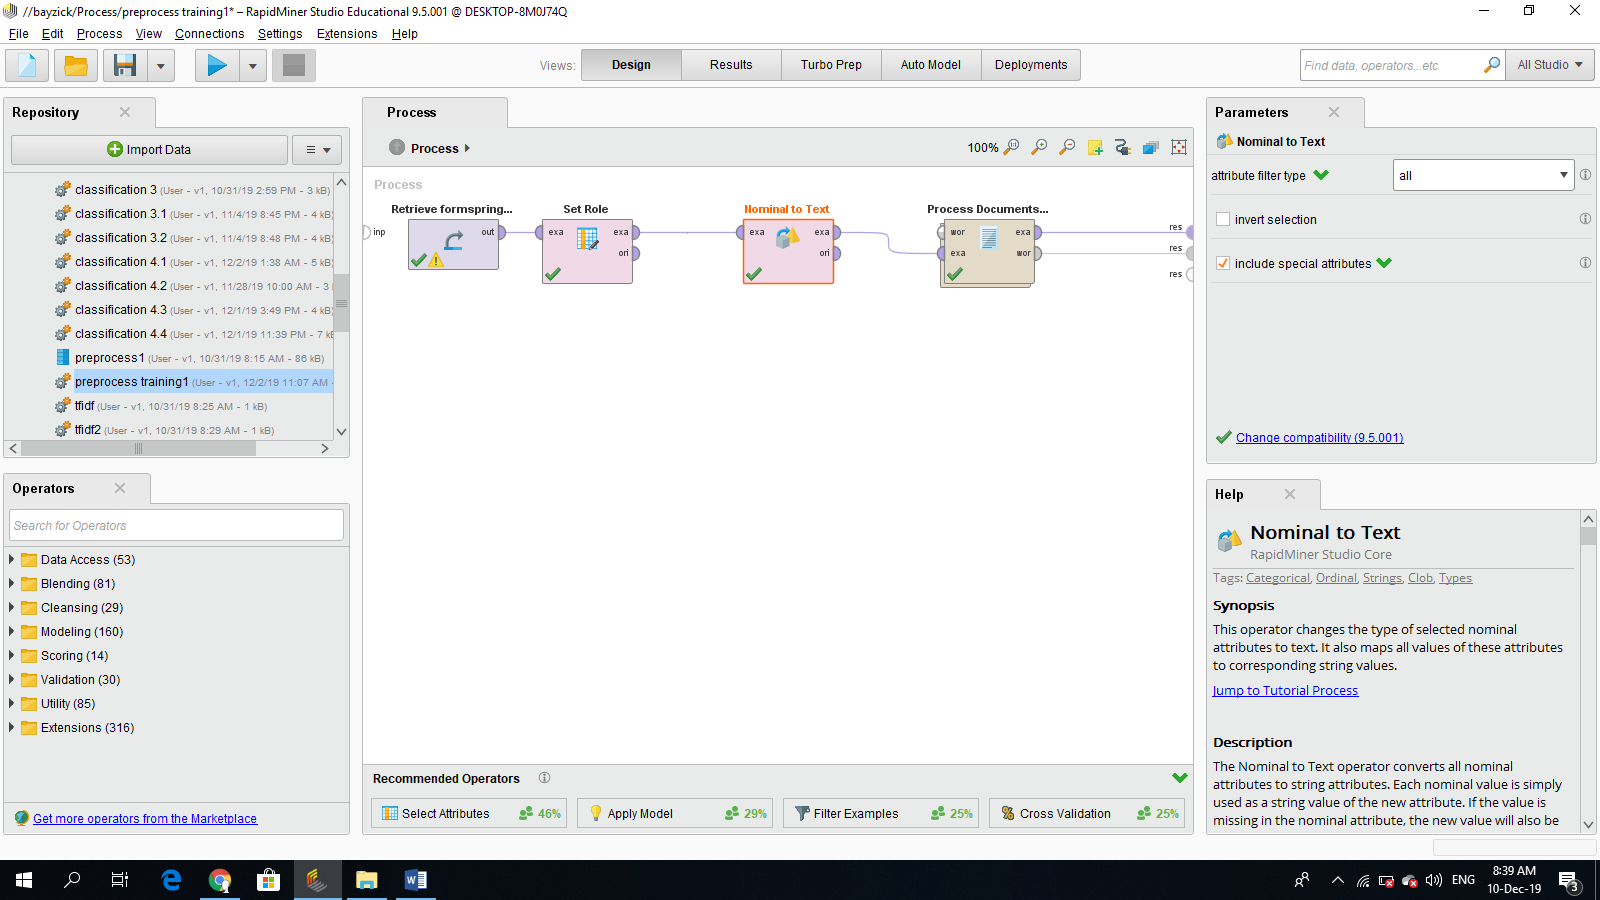 //bayzick/Process/preprocess training1* – RapidMiner Studio Educational 9.5.001 @ DESKTOP-8M0J74Q
File Edit Process View Connections Settings Extensions Help
Views: Design Results Turbo Prep Auto Model Deployments
Find data, operators...etc
All Studio
Repository
Import Data
classification 3 (User - v1, 10/31/19 2:59 PM - 3 kB)
classification 3.1 (User - v1, 11/4/19 8:45 PM - 4 kB)
classification 3.2 (User - v1, 11/4/19 8:48 PM - 4 kB)
classification 4.1 (User - v1, 12/2/19 1:38 AM - 5 kB)
classification 4.2 (User - v1, 11/28/19 10:00 AM - 3
classification 4.3 (User - v1, 12/1/19 3:49 PM - 4 kB)
classification 4.4 (User - v1, 12/1/19 11:39 PM - 7 kB
preprocess1 (User - v1, 10/31/19 8:15 AM - 86 kB)
preprocess training1 (User - v1, 12/2/19 11:07 AM -
tfidf (User - v1, 10/31/19 8:25 AM - 1 kB)
tfidf2 (User - v1, 10/31/19 8:29 AM - 1 kB)
Operators
Search for Operators
Data Access (53)
Blending (81)
Cleansing (29)
Modeling (160)
Scoring (14)
Validation (30)
Utility (85)
Extensions (316)
Get more operators from the Marketplace
Process
Process
100%
Process
inp
Retrieve formspring...
out
Set Role
exa exa
ori
Nominal to Text
exa exa
ori
Process Documents...
wor exa
exa wor
res
res
res
Recommended Operators
Select Attributes 46%
Apply Model 29%
Filter Examples 25%
Cross Validation 25%
Parameters
Nominal to Text
attribute filter type all
invert selection
include special attributes
Change compatibility (9.5.001)
Help
Nominal to Text
RapidMiner Studio Core
Tags: Categorical, Ordinal, Strings, Clob, Types
Synopsis
This operator changes the type of selected nominal
attributes to text. It also maps all values of these attributes
to corresponding string values.
Jump to Tutorial Process
Description
The Nominal to Text operator converts all nominal
attributes to string attributes. Each nominal value is simply
used as a string value of the new attribute. If the value is
missing in the nominal attribute, the new value will also be
ENG
8:39 AM
10-Dec-19
3